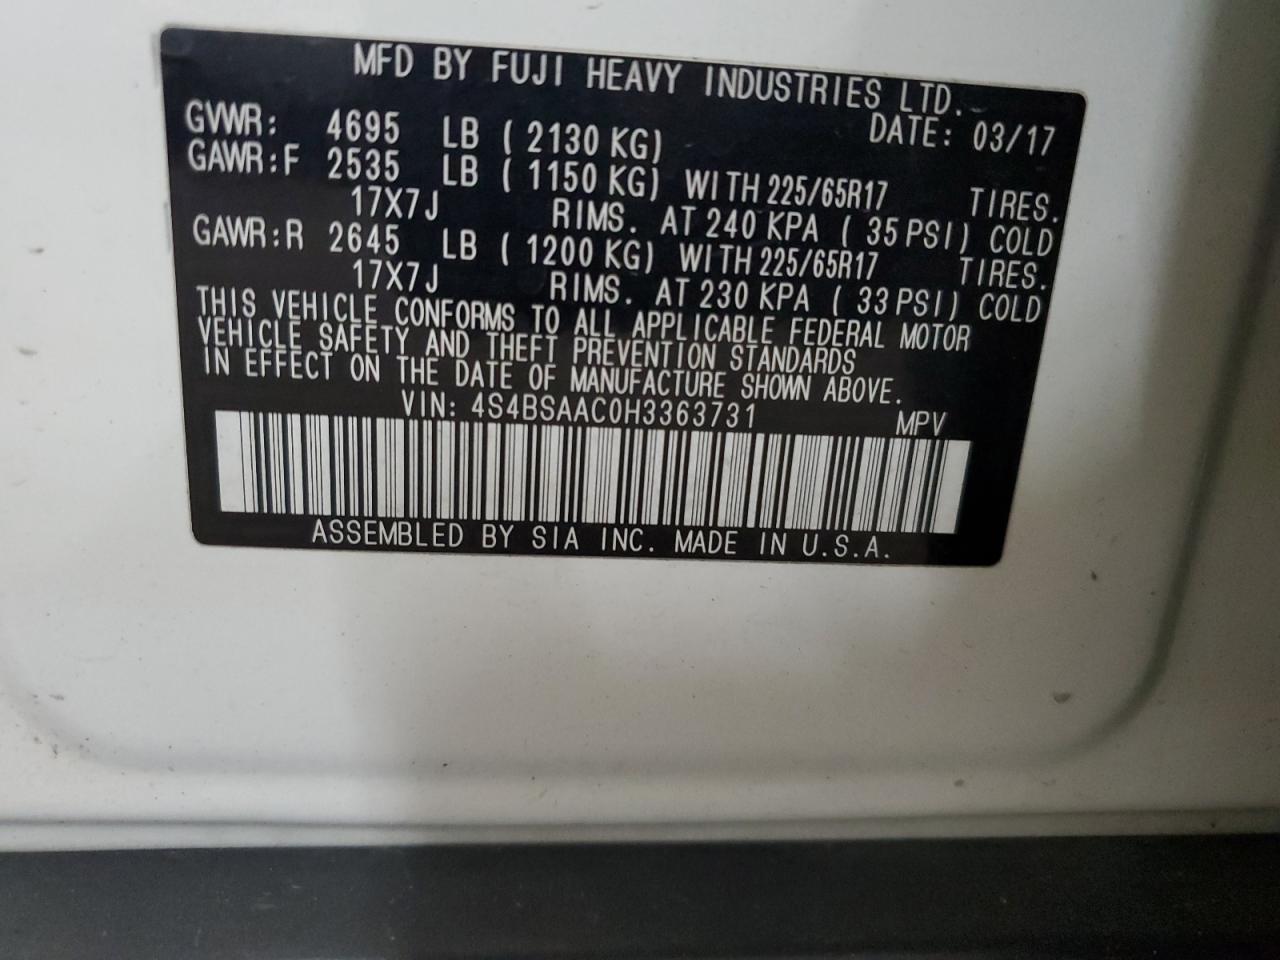 MFD BY FUJI HEAVY INDUSTRIES LTD.
DATE: 03/17
GVWR: 4695 LB ( 2130 KG)
GAWR:F 2535 LB ( 1150 KG) WITH 225/65R17 TIRES.
17X7J RIMS. AT 240 KPA ( 35 PSI) COLD
GAWR:R 2645 LB ( 1200 KG) WITH 225/65R17 TIRES.
17X7J RIMS. AT 230 KPA ( 33 PSI) COLD
THIS VEHICLE CONFORMS TO ALL APPLICABLE FEDERAL MOTOR
VEHICLE SAFETY AND THEFT PREVENTION STANDARDS
IN EFFECT ON THE DATE OF MANUFACTURE SHOWN ABOVE.
VIN: 4S4BSAAC0H3363731 MPV
ASSEMBLED BY SIA INC. MADE IN U.S.A.